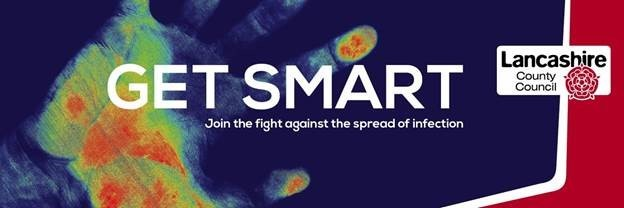 GET SMART
Join the fight against the spread of infection
Lancashire
County
Council